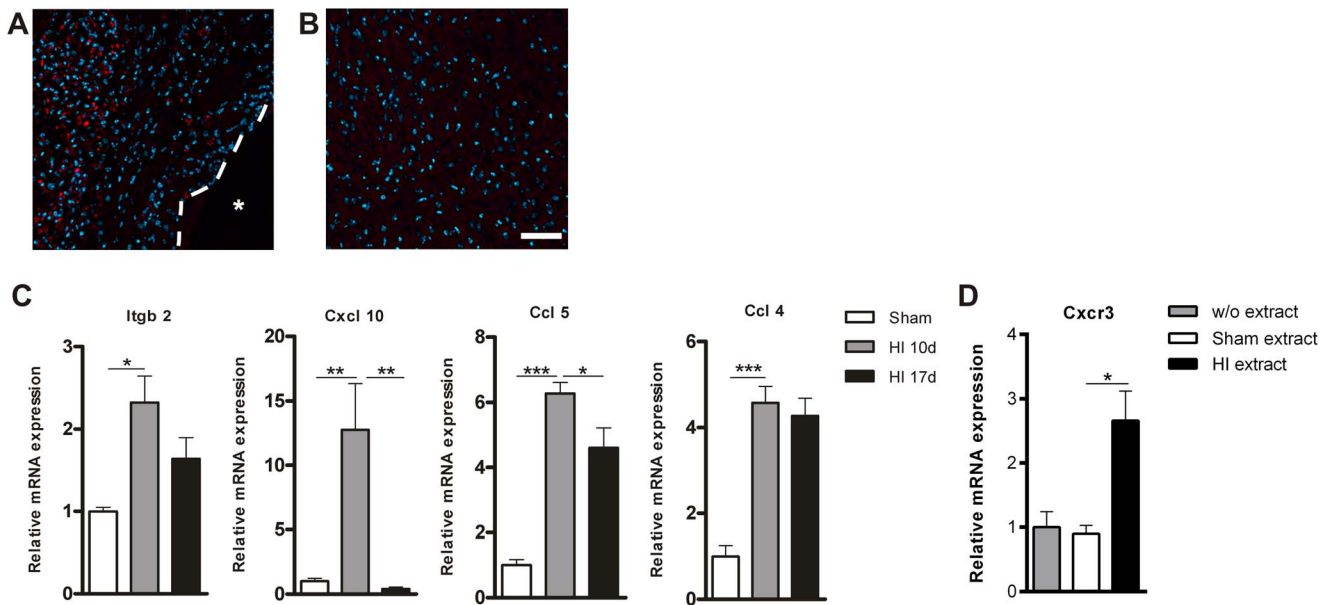 A
B
*
C
Itgb 2
Relative mRNA expression
3
2
1
0
*
Cxcl 10
Relative mRNA expression
20
15
10
5
0
**
**
Ccl 5
Relative mRNA expression
8
6
4
2
0
***
*
Ccl 4
Relative mRNA expression
6
4
2
0
***
Sham
HI 10d
HI 17d
D
Cxcr3
Relative mRNA expression
4
3
2
1
0
*
w/o extract
Sham extract
HI extract